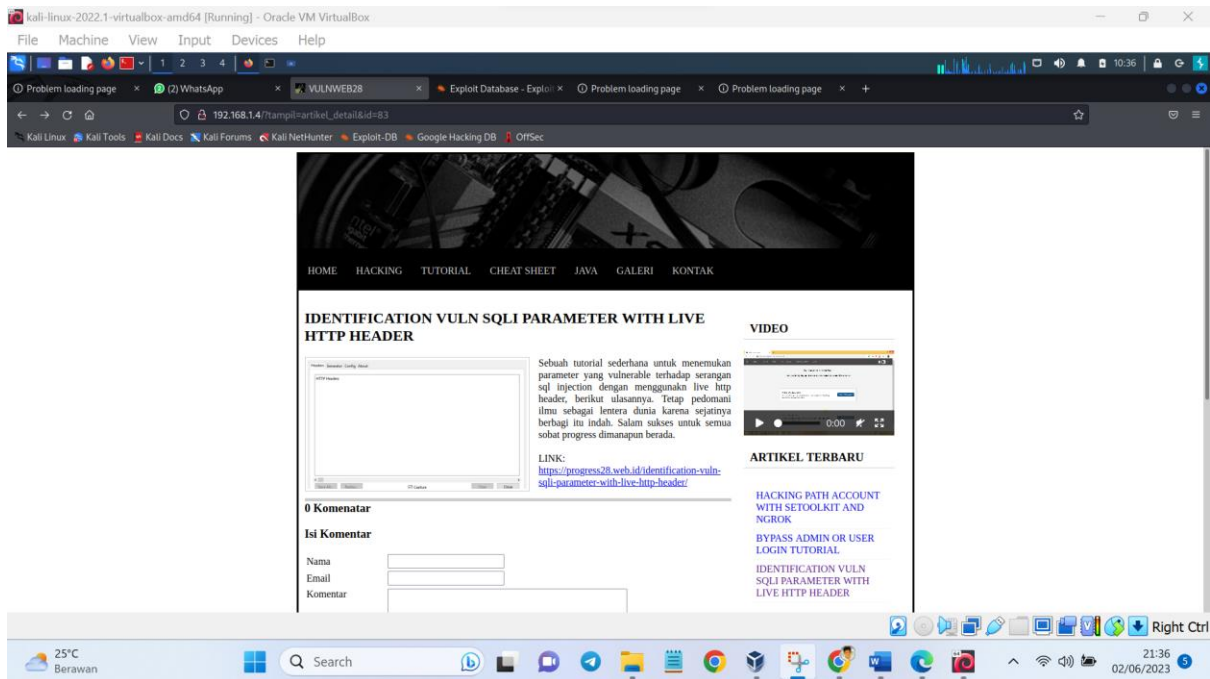 kali-linux-2022.1-virtualbox-amd64 [Running] - Oracle VM VirtualBox
File Machine View Input Devices Help
1 2 3 4
10:36
Problem loading page
(2) WhatsApp
VULNWEB28
Exploit Database - Exploi
Problem loading page
Problem loading page
192.168.1.4/?tampil=artikel_detail&id=83
Kali Linux Kali Tools Kali Docs Kali Forums Kali NetHunter Exploit-DB Google Hacking DB OffSec
HOME HACKING TUTORIAL CHEAT SHEET JAVA GALERI KONTAK
IDENTIFICATION VULN SQLI PARAMETER WITH LIVE
HTTP HEADER
Sebuah tutorial sederhana untuk menemukan
parameter yang vulnerable terhadap serangan
sql injection dengan menggunakn live http
header, berikut ulasannya. Tetap pedomani
ilmu sebagai lentera dunia karena sejatinya
berbagi itu indah. Salam sukses untuk semua
sobat progress dimanapun berada.
LINK:
https://progress28.web.id/identification-vuln-
sqli-parameter-with-live-http-header/
0 Komenatar
Isi Komentar
Nama
Email
Komentar
VIDEO
0:00
ARTIKEL TERBARU
HACKING PATH ACCOUNT
WITH SETOOLKIT AND
NGROK
BYPASS ADMIN OR USER
LOGIN TUTORIAL
IDENTIFICATION VULN
SQLI PARAMETER WITH
LIVE HTTP HEADER
Right Ctrl
25°C
Berawan
Search
21:36
02/06/2023
5